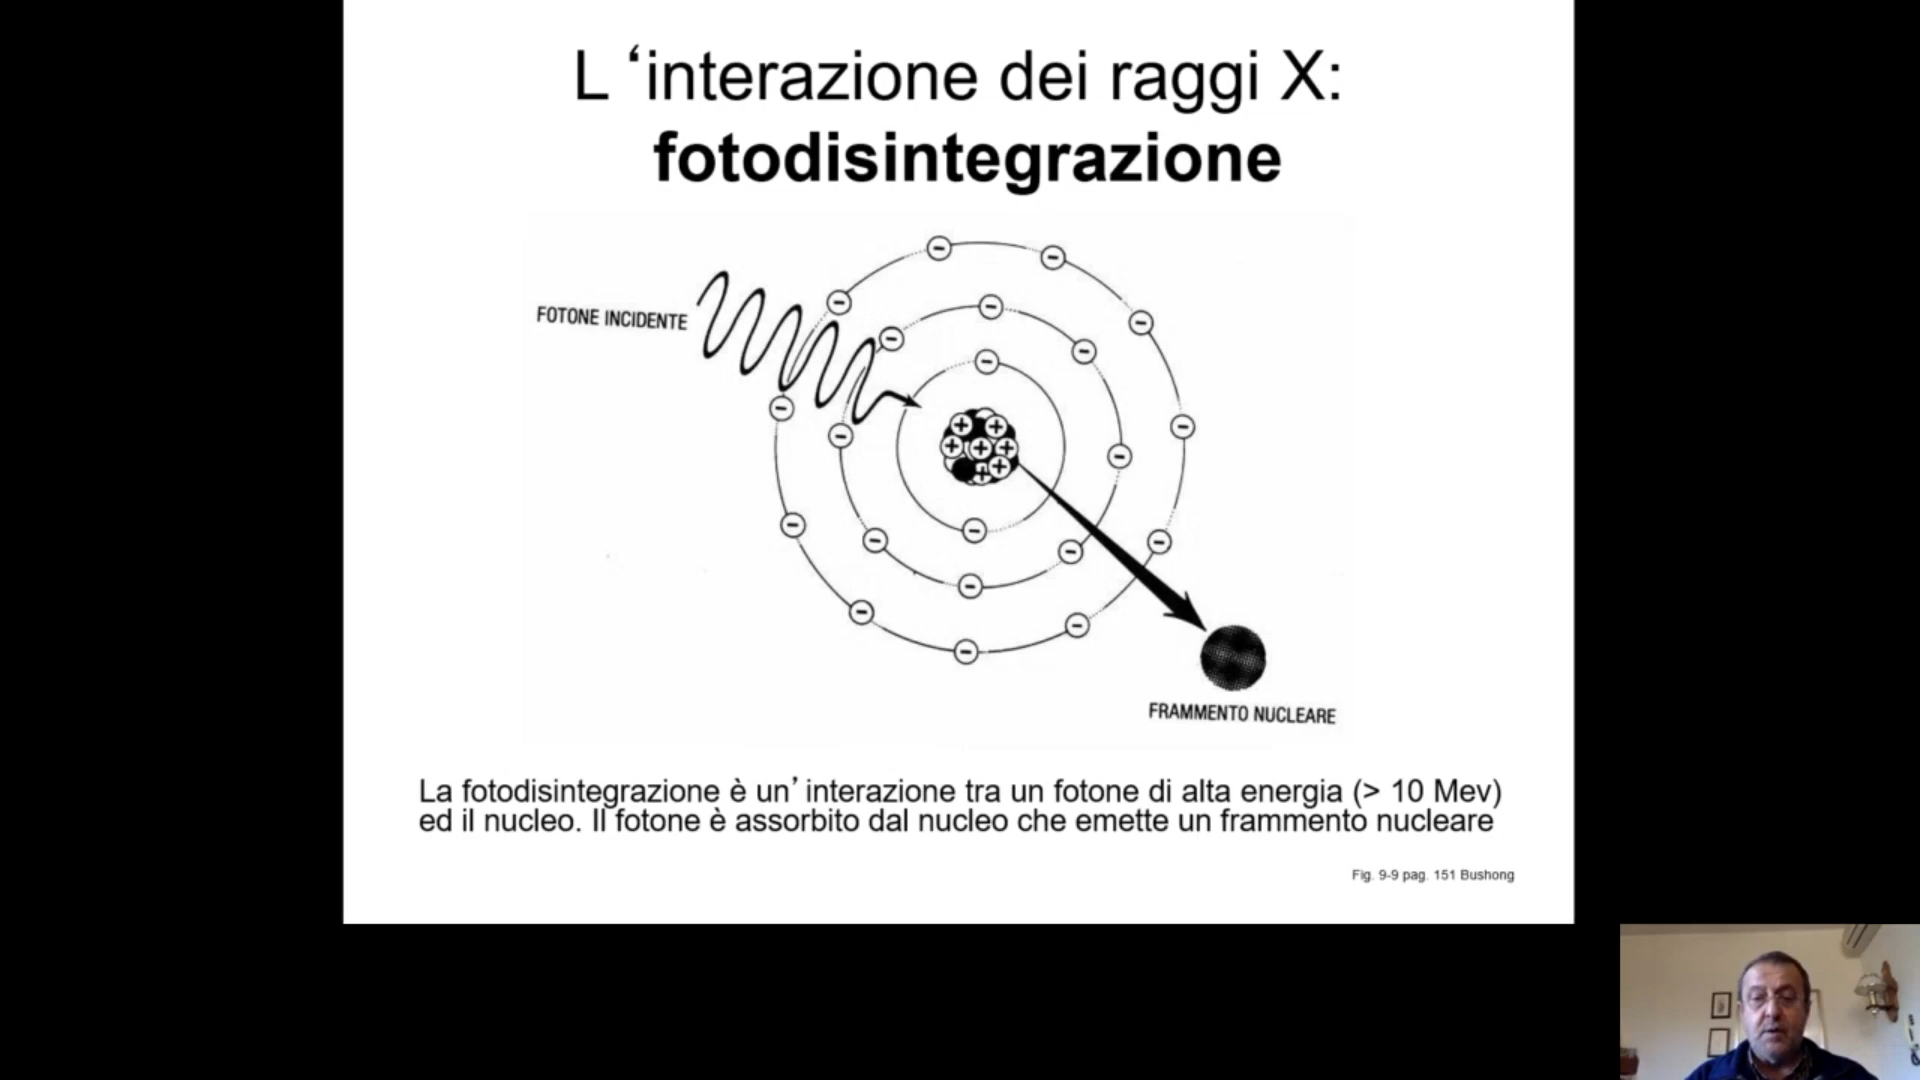 L ‘interazione dei raggi X:
fotodisintegrazione
FOTONE INCIDENTE
FRAMMENTO NUCLEARE
La fotodisintegrazione è un’ interazione tra un fotone di alta energia (> 10 Mev)
ed il nucleo. Il fotone è assorbito dal nucleo che emette un frammento nucleare
Fig. 9-9 pag. 151 Bushong